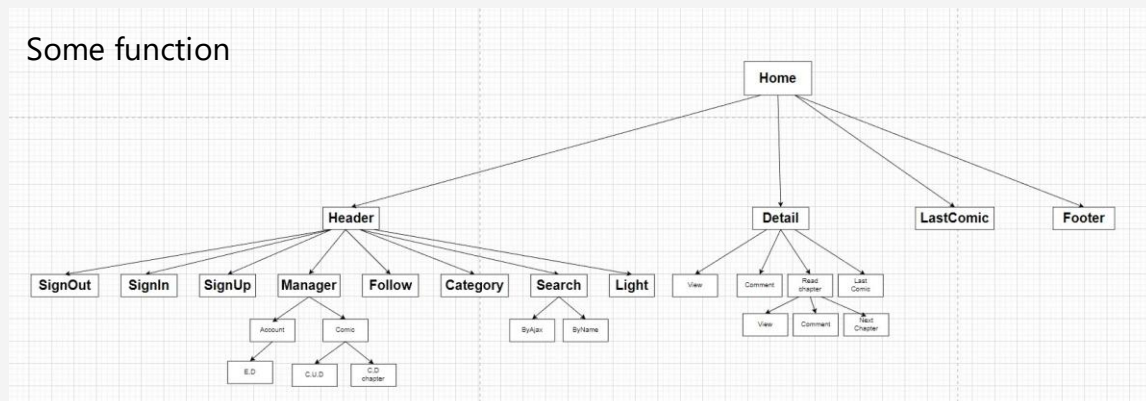 Some function
Home
Header
Detail
LastComic
Footer
SignOut
SignIn
SignUp
Manager
Follow
Category
Search
Light
View
Comment
Read
chapter
Last
Comic
Account
Comic
ByAjax
ByName
View
Comment
Next
Chapter
E,D
C,U,D
C,D
chapter